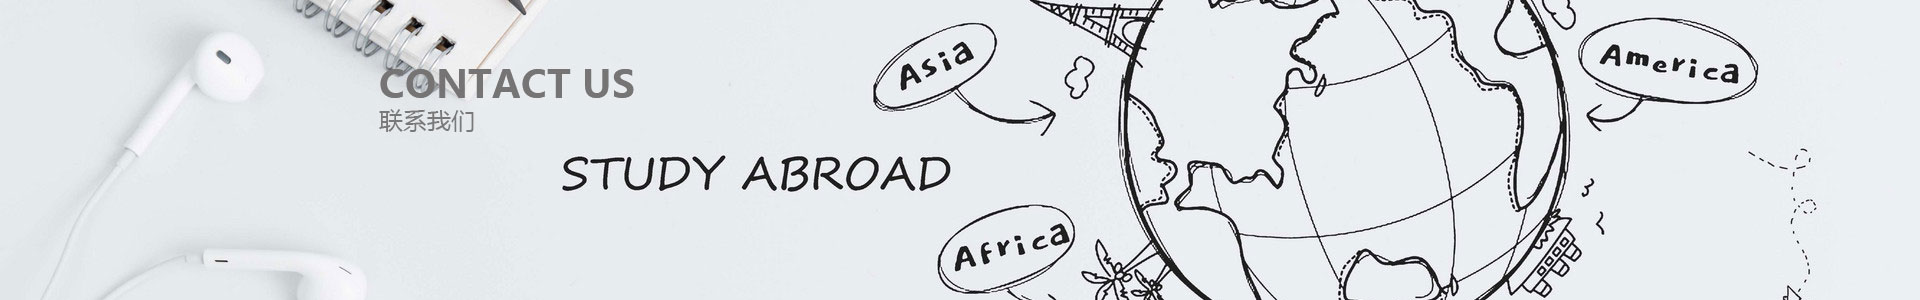 CONTACT US
联系我们
STUDY ABROAD
Asia
America
Africa